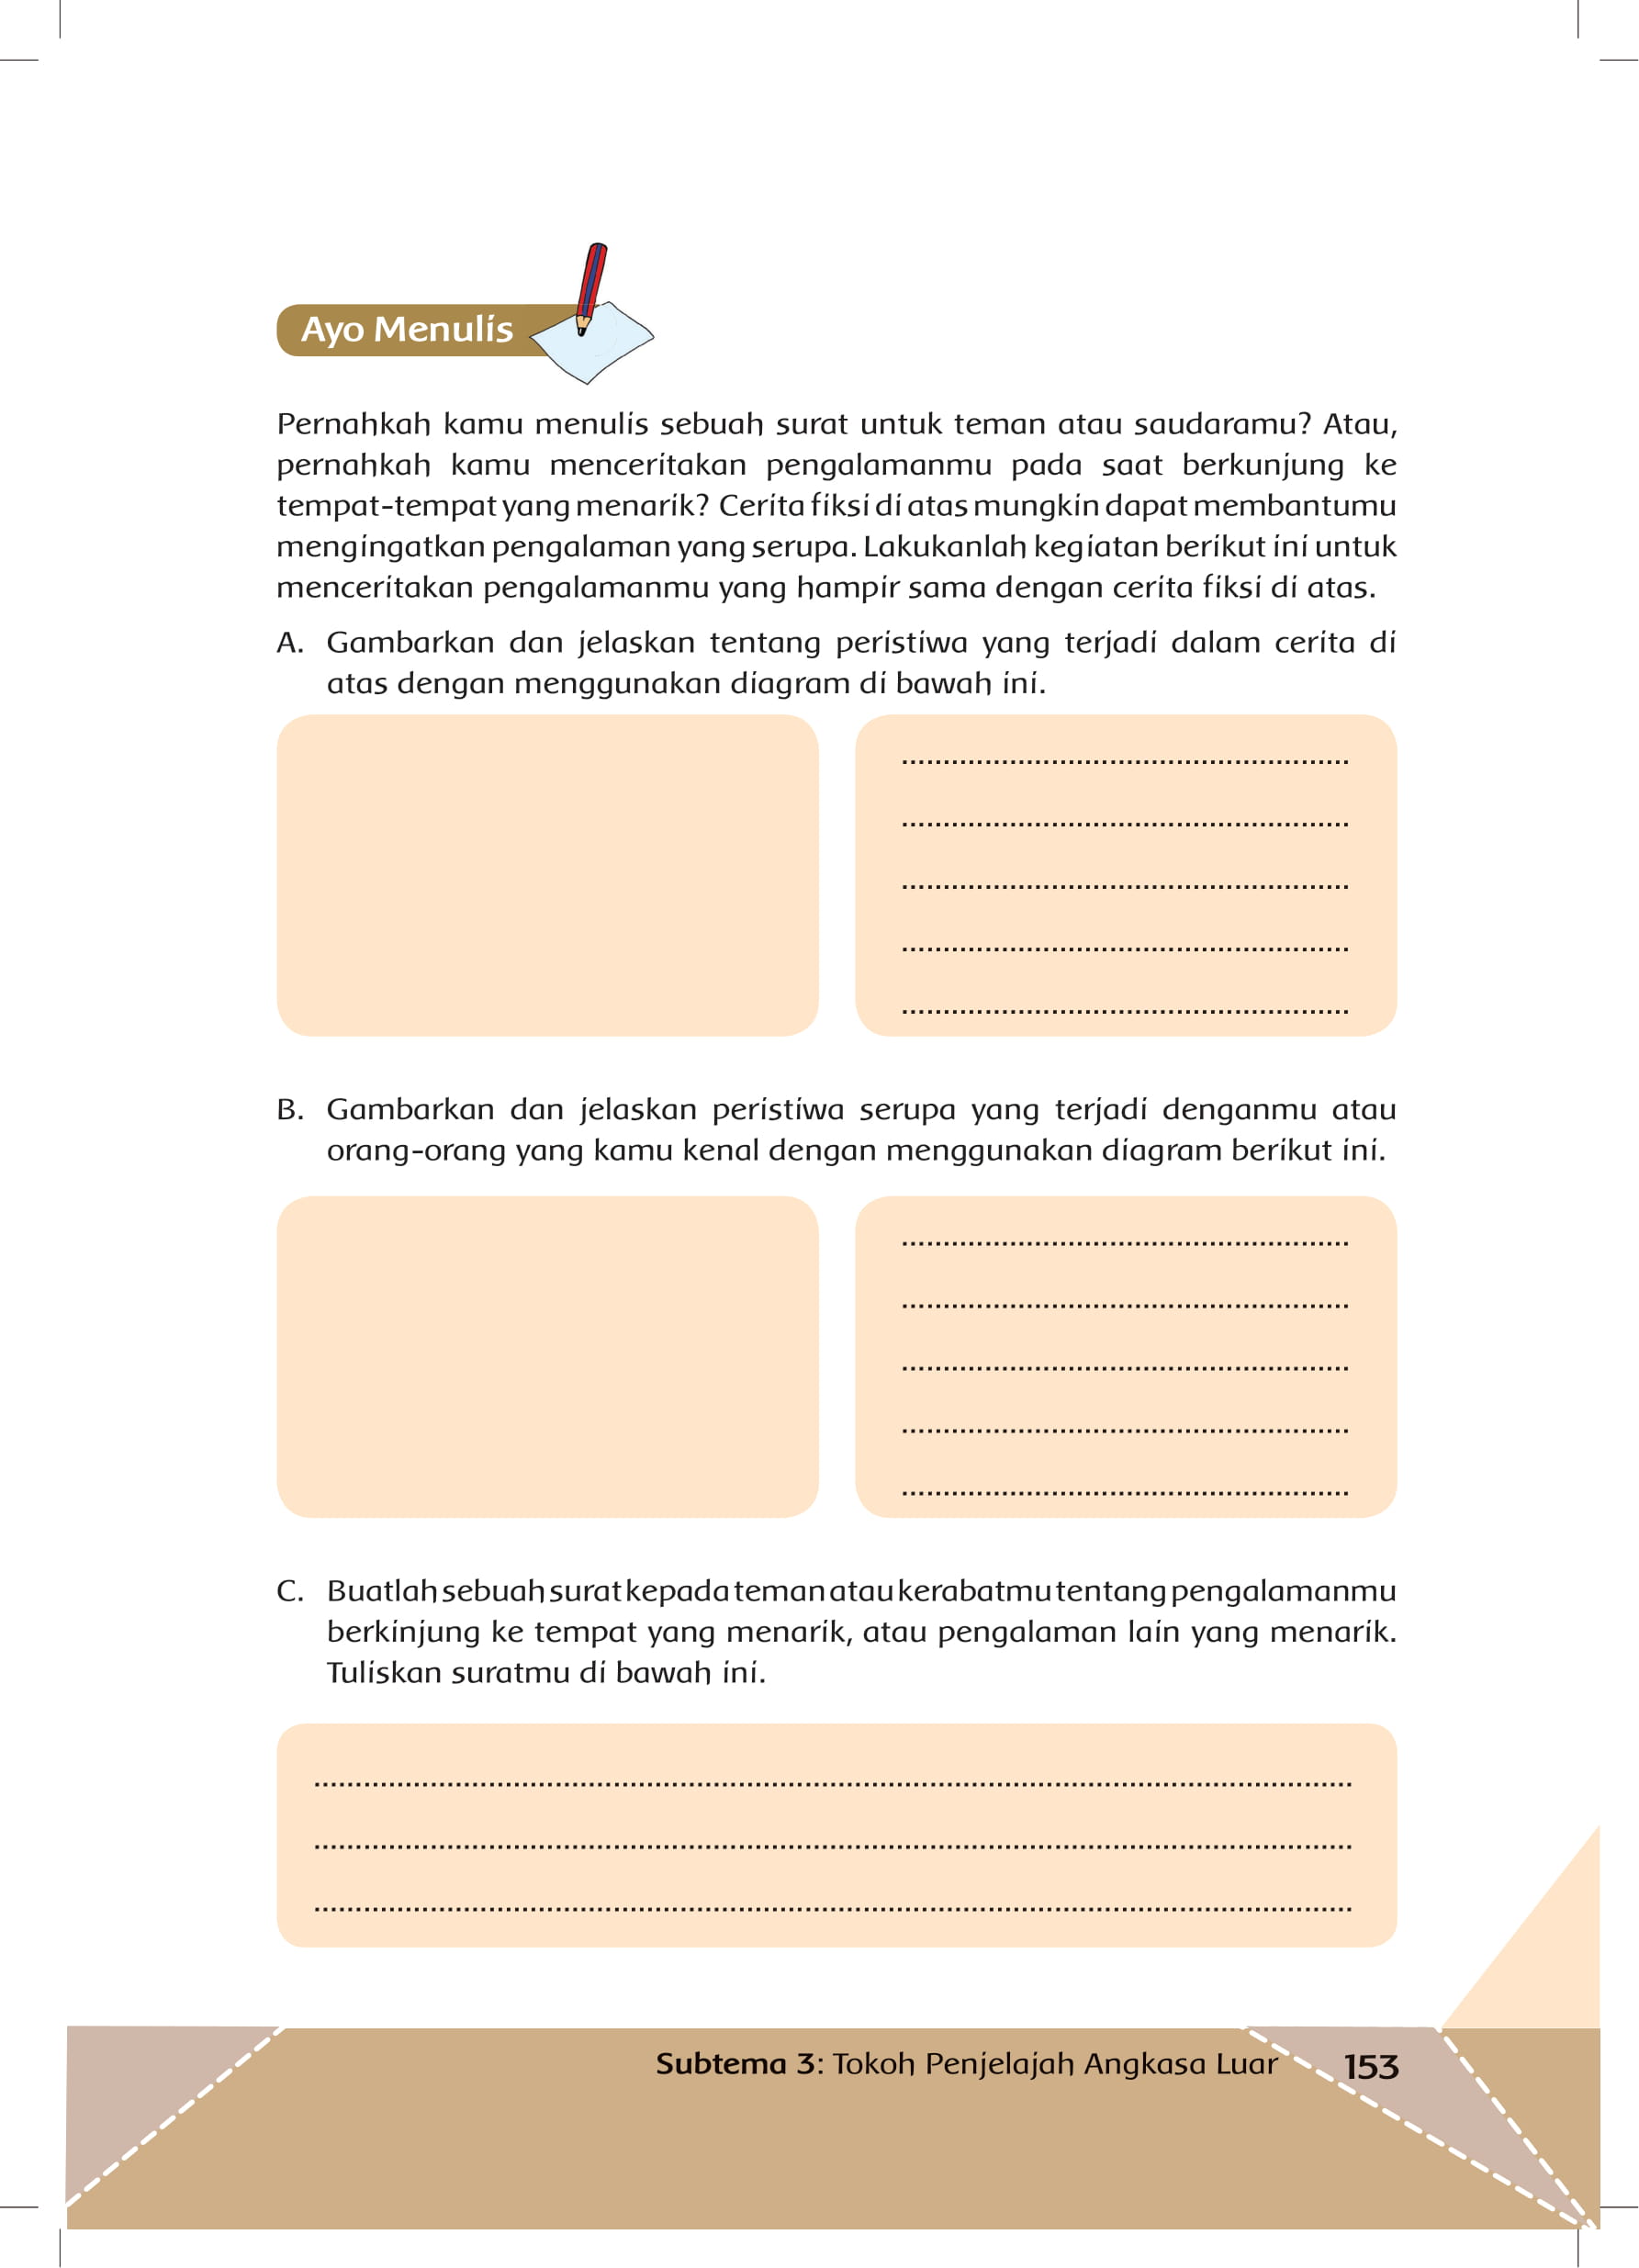 Ayo Menulis
Pernahkah kamu menulis sebuah surat untuk teman atau saudaramu? Atau,
pernahkah kamu menceritakan pengalamanmu pada saat berkunjung ke
tempat-tempat yang menarik? Cerita fiksi di atas mungkin dapat membantumu
mengingatkan pengalaman yang serupa. Lakukanlah kegiatan berikut ini untuk
menceritakan pengalamanmu yang hampir sama dengan cerita fiksi di atas.
A. Gambarkan dan jelaskan tentang peristiwa yang terjadi dalam cerita di
atas dengan menggunakan diagram di bawah ini.
B. Gambarkan dan jelaskan peristiwa serupa yang terjadi denganmu atau
orang-orang yang kamu kenal dengan menggunakan diagram berikut ini.
C. Buatlah sebuah surat kepada teman atau kerabatmu tentang pengalamanmu
berkinjung ke tempat yang menarik, atau pengalaman lain yang menarik.
Tuliskan suratmu di bawah ini.
Subtema 3: Tokoh Penjelajah Angkasa Luar 153